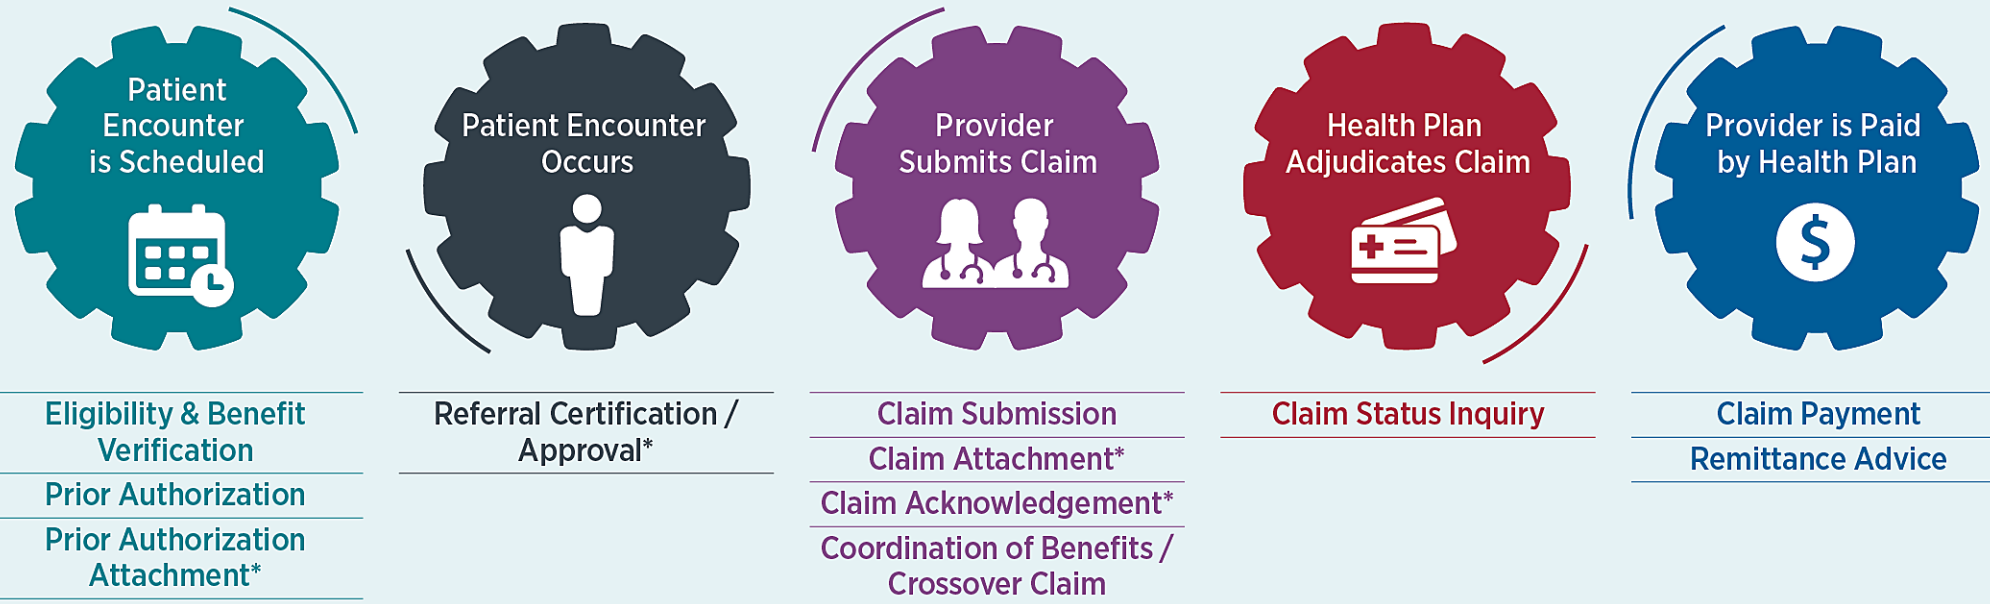 Patient
Encounter
is Scheduled
Eligibility & Benefit
Verification
Prior Authorization
Prior Authorization
Attachment*
Patient Encounter
Occurs
Referral Certification /
Approval*
Provider
Submits Claim
Claim Submission
Claim Attachment*
Claim Acknowledgement*
Coordination of Benefits /
Crossover Claim
Health Plan
Adjudicates Claim
Claim Status Inquiry
Provider is Paid
by Health Plan
$
Claim Payment
Remittance Advice